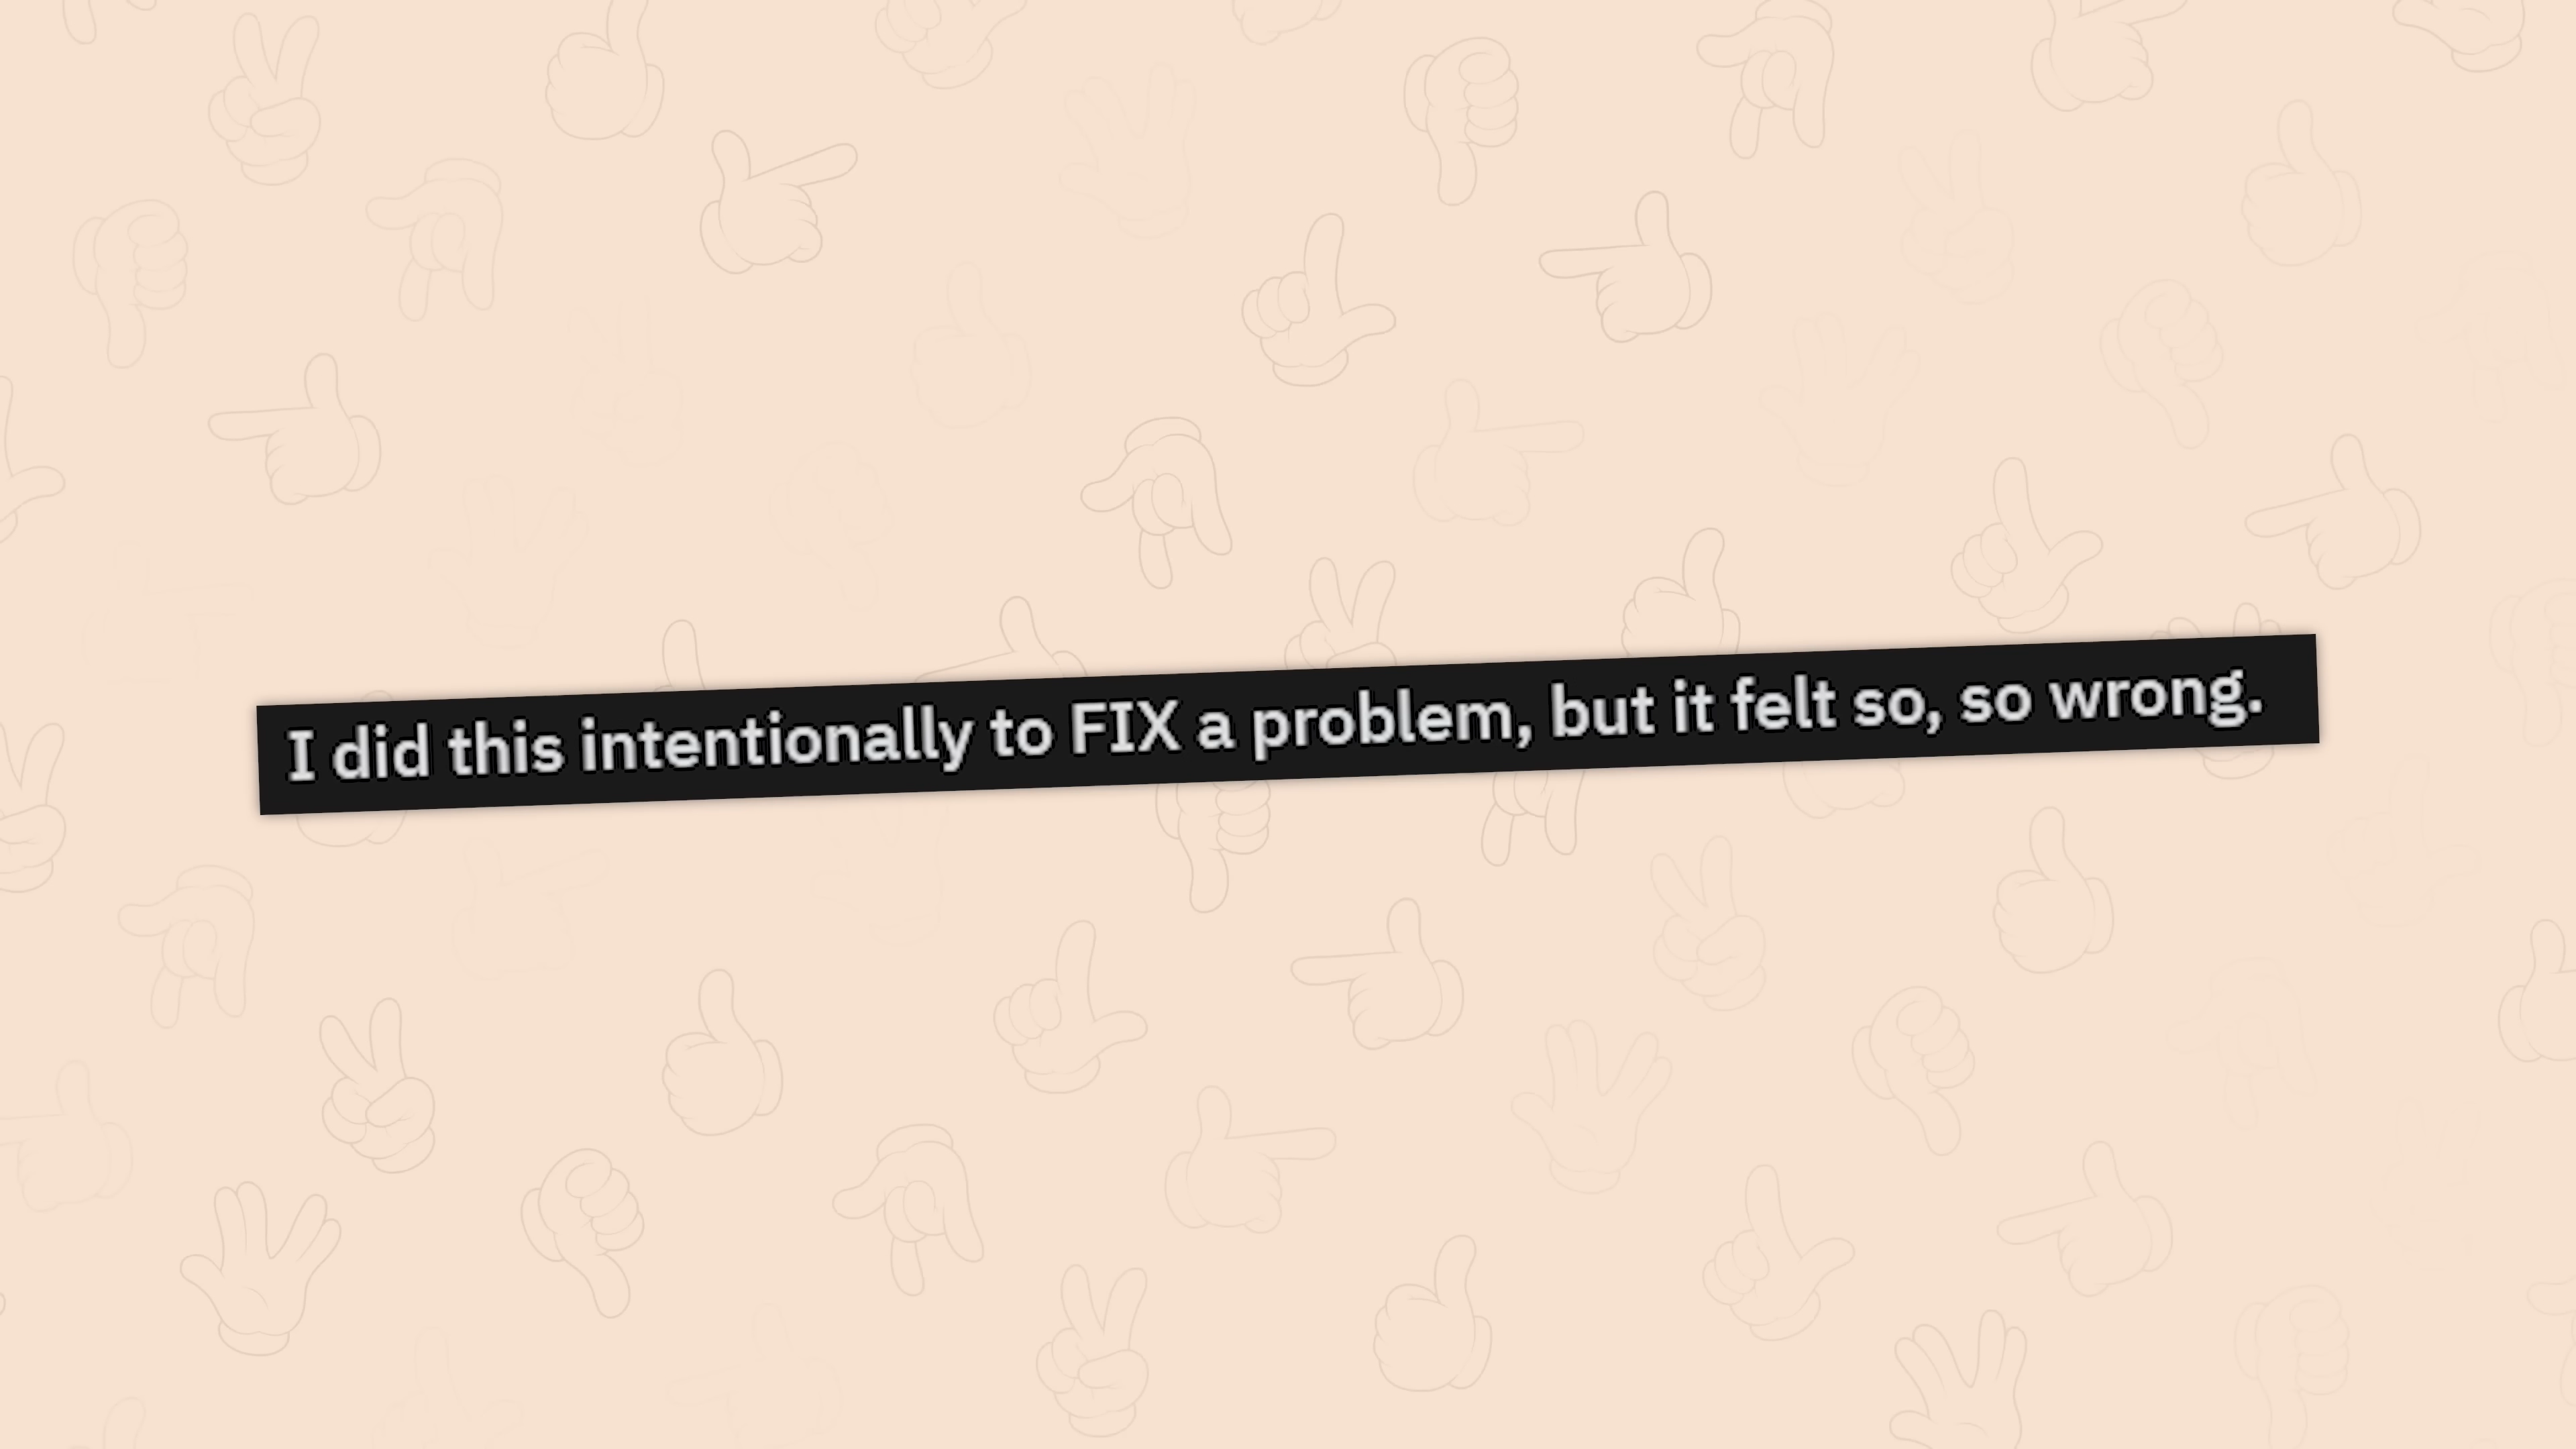 I did this intentionally to FIX a problem, but it felt so, so wrong.